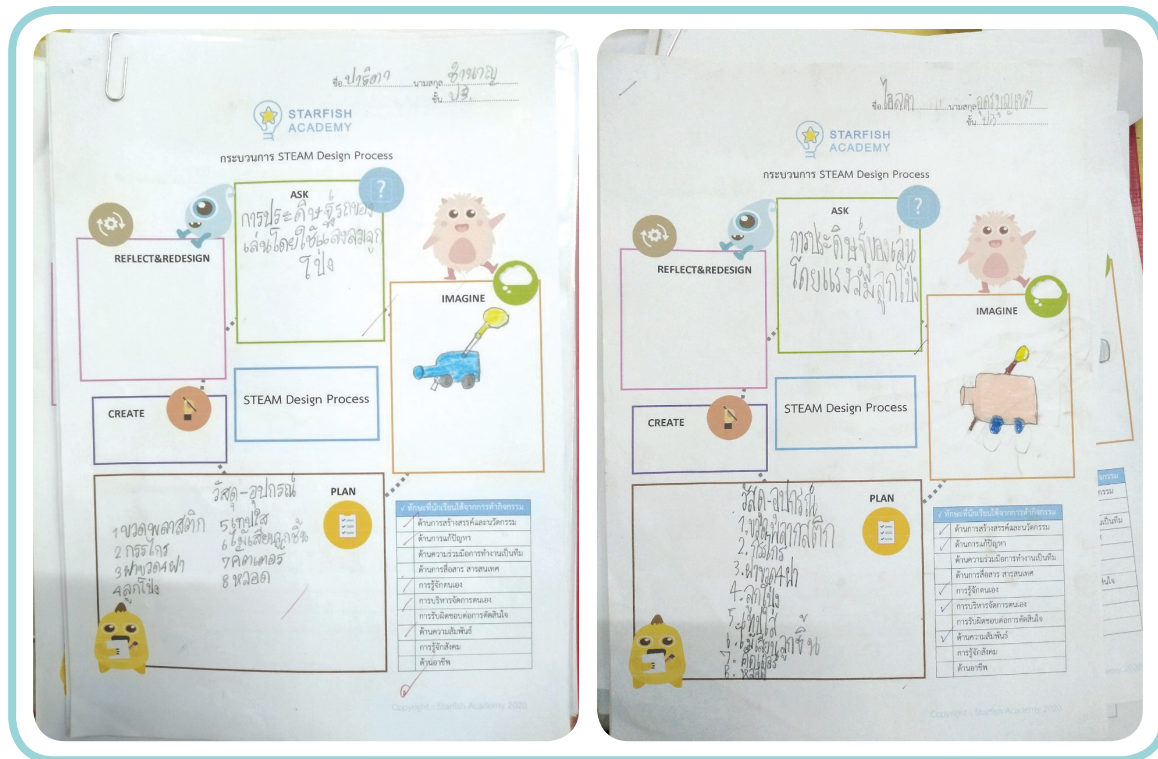 ชื่อ ปาริตา นามสกุล ชำนาญ
ชั้น ป.5.
STARFISH
ACADEMY
กระบวนการ STEAM Design Process
ASK
?
การประดิษฐ์รถของ
เล่นโดยใช้แรงลมลูก
โป่ง
REFLECT&REDESIGN
IMAGINE
CREATE
STEAM Design Process
PLAN
วัสดุ-อุปกรณ์
1 ขวดพลาสติก
2 กรรไกร
3 ฝาขวด 4 ฝา
4 ลูกโป่ง
5 เทปใส
6 ไม้เสียบลูกชิ้น
7 คัตเตอร์
8 หลอด
✓ ทักษะที่นักเรียนได้จากการทำกิจกรรม
ด้านการสร้างสรรค์และนวัตกรรม
ด้านการแก้ปัญหา
ด้านความร่วมมือการทำงานเป็นทีม
ด้านการสื่อสาร สารสนเทศ
การรู้จักตนเอง
การบริหารจัดการตนเอง
การรับผิดชอบต่อการตัดสินใจ
ด้านความสัมพันธ์
การรู้จักสังคม
ด้านอาชีพ
Copyright - Starfish Academy 2020
ชื่อ ไอลดา นามสกุล
ชั้น
STARFISH
ACADEMY
กระบวนการ STEAM Design Process
ASK
?
การประดิษฐ์ของเล่น
โดยแรงลมลูกโป่ง
REFLECT&REDESIGN
IMAGINE
CREATE
STEAM Design Process
PLAN
วัสดุ-อุปกรณ์
1. ขวดพลาสติก
2. กรรไกร
3. ฝาขวด 4 ฝา
4. ลูกโป่ง
5. เทปใส
6. ไม้เสียบลูกชิ้น
7. คัตเตอร์
8. หลอด
✓ ทักษะที่นักเรียนได้จากการทำกิจกรรม
ด้านการสร้างสรรค์และนวัตกรรม
ด้านการแก้ปัญหา
ด้านความร่วมมือการทำงานเป็นทีม
ด้านการสื่อสาร สารสนเทศ
การรู้จักตนเอง
การบริหารจัดการตนเอง
การรับผิดชอบต่อการตัดสินใจ
ด้านความสัมพันธ์
การรู้จักสังคม
ด้านอาชีพ
Copyright - Starfish Academy 2020